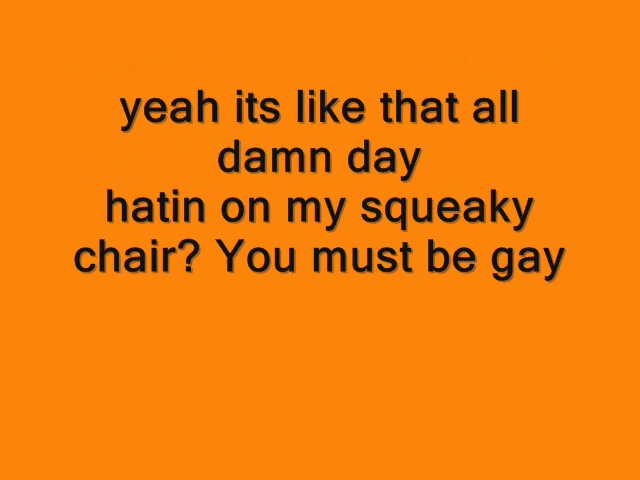 yeah its like that all
damn day
hatin on my squeaky
chair? You must be gay